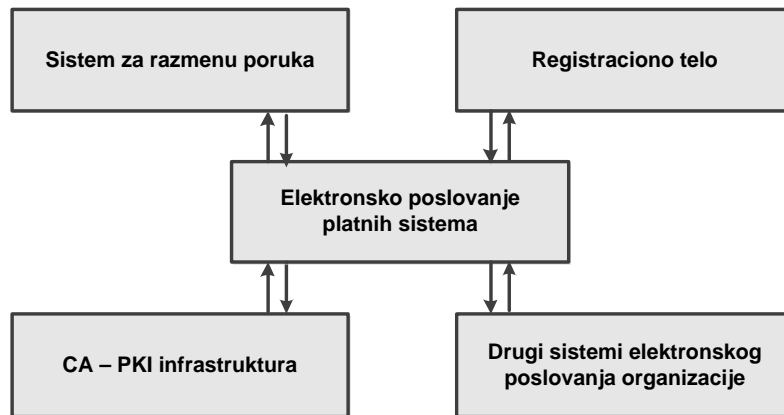 Sistem za razmenu poruka
Registraciono telo
Elektronsko poslovanje
platnih sistema
CA – PKI infrastruktura
Drugi sistemi elektronskog
poslovanja organizacije